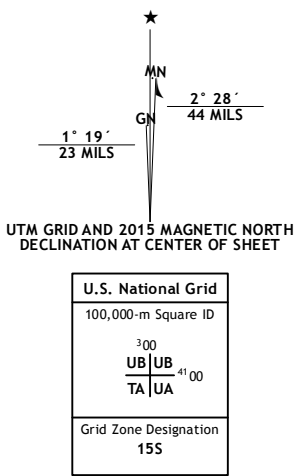 ★
MN
GN
2° 28´
44 MILS
1° 19´
23 MILS
UTM GRID AND 2015 MAGNETIC NORTH
DECLINATION AT CENTER OF SHEET
U.S. National Grid
100,000-m Square ID
³00
UB UB
⁴¹00
TA UA
Grid Zone Designation
15S